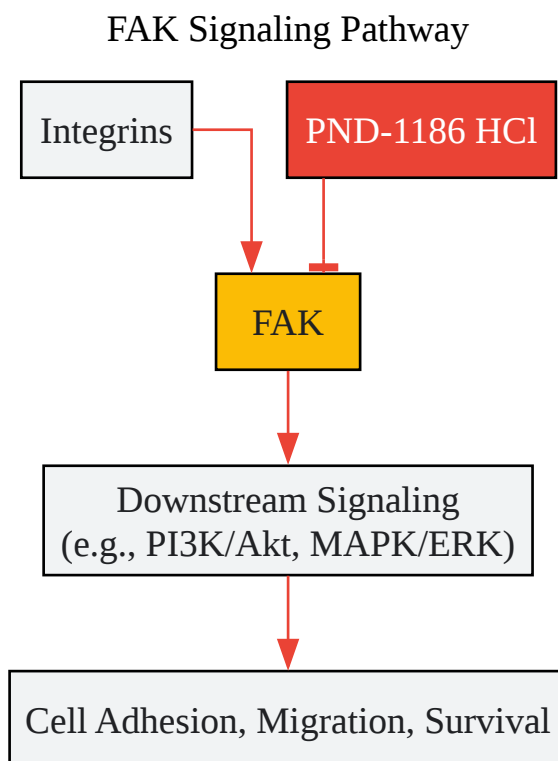 FAK Signaling Pathway
Integrins
PND-1186 HCl
FAK
Downstream Signaling
(e.g., PI3K/Akt, MAPK/ERK)
Cell Adhesion, Migration, Survival